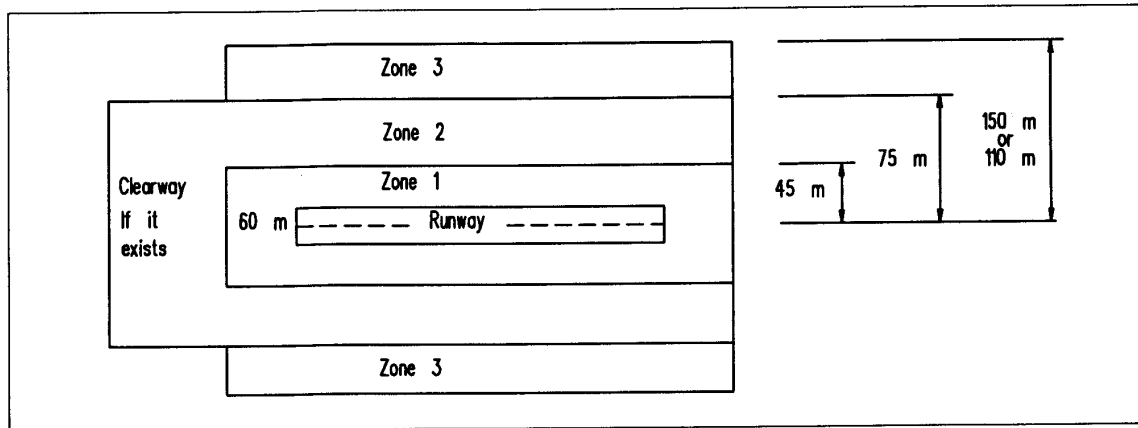 Zone 3
Zone 2
Zone 1
Clearway
If it
exists
60 m
Runway
45 m
75 m
150 m
or
110 m
Zone 3